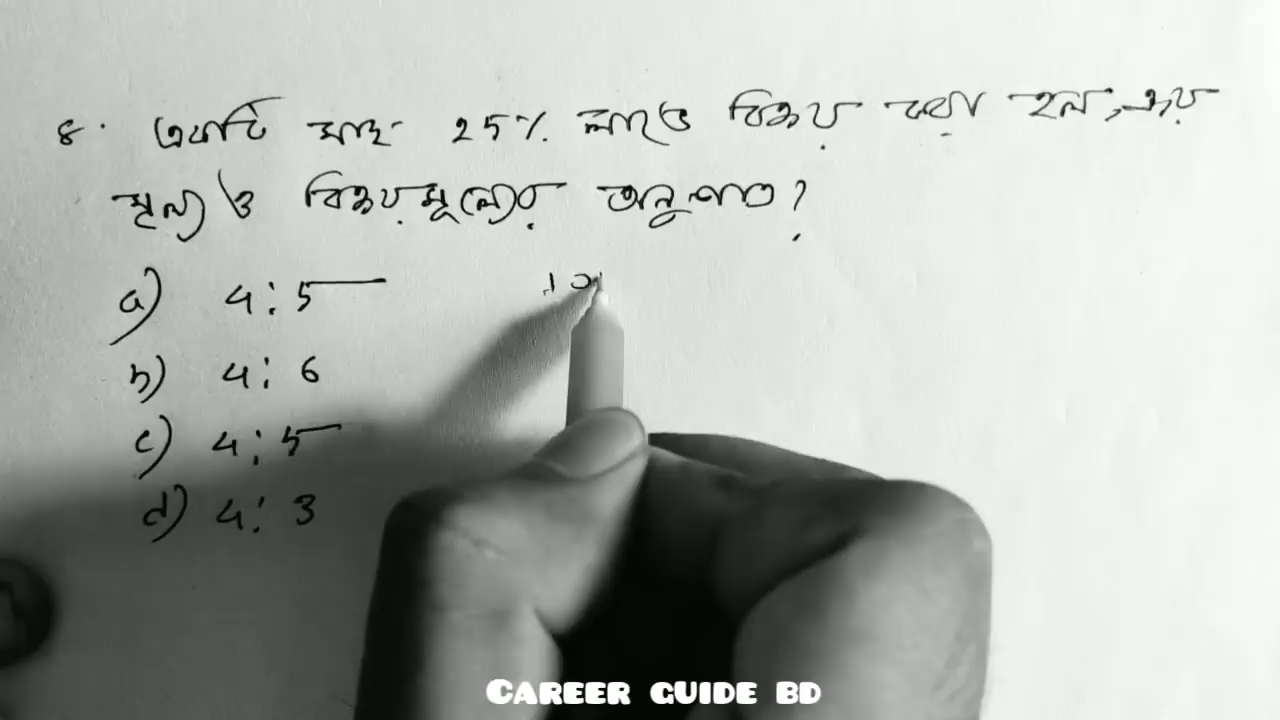 ৪. একটি মাছ 25% লাভে বিক্রয় করা হল, ক্রয়
মূল্য ও বিক্রয়মূল্যের অনুপাত?
a) 4:5
b) 4:6
c) 4:5
d) 4:3
10
CAREER GUIDE BD